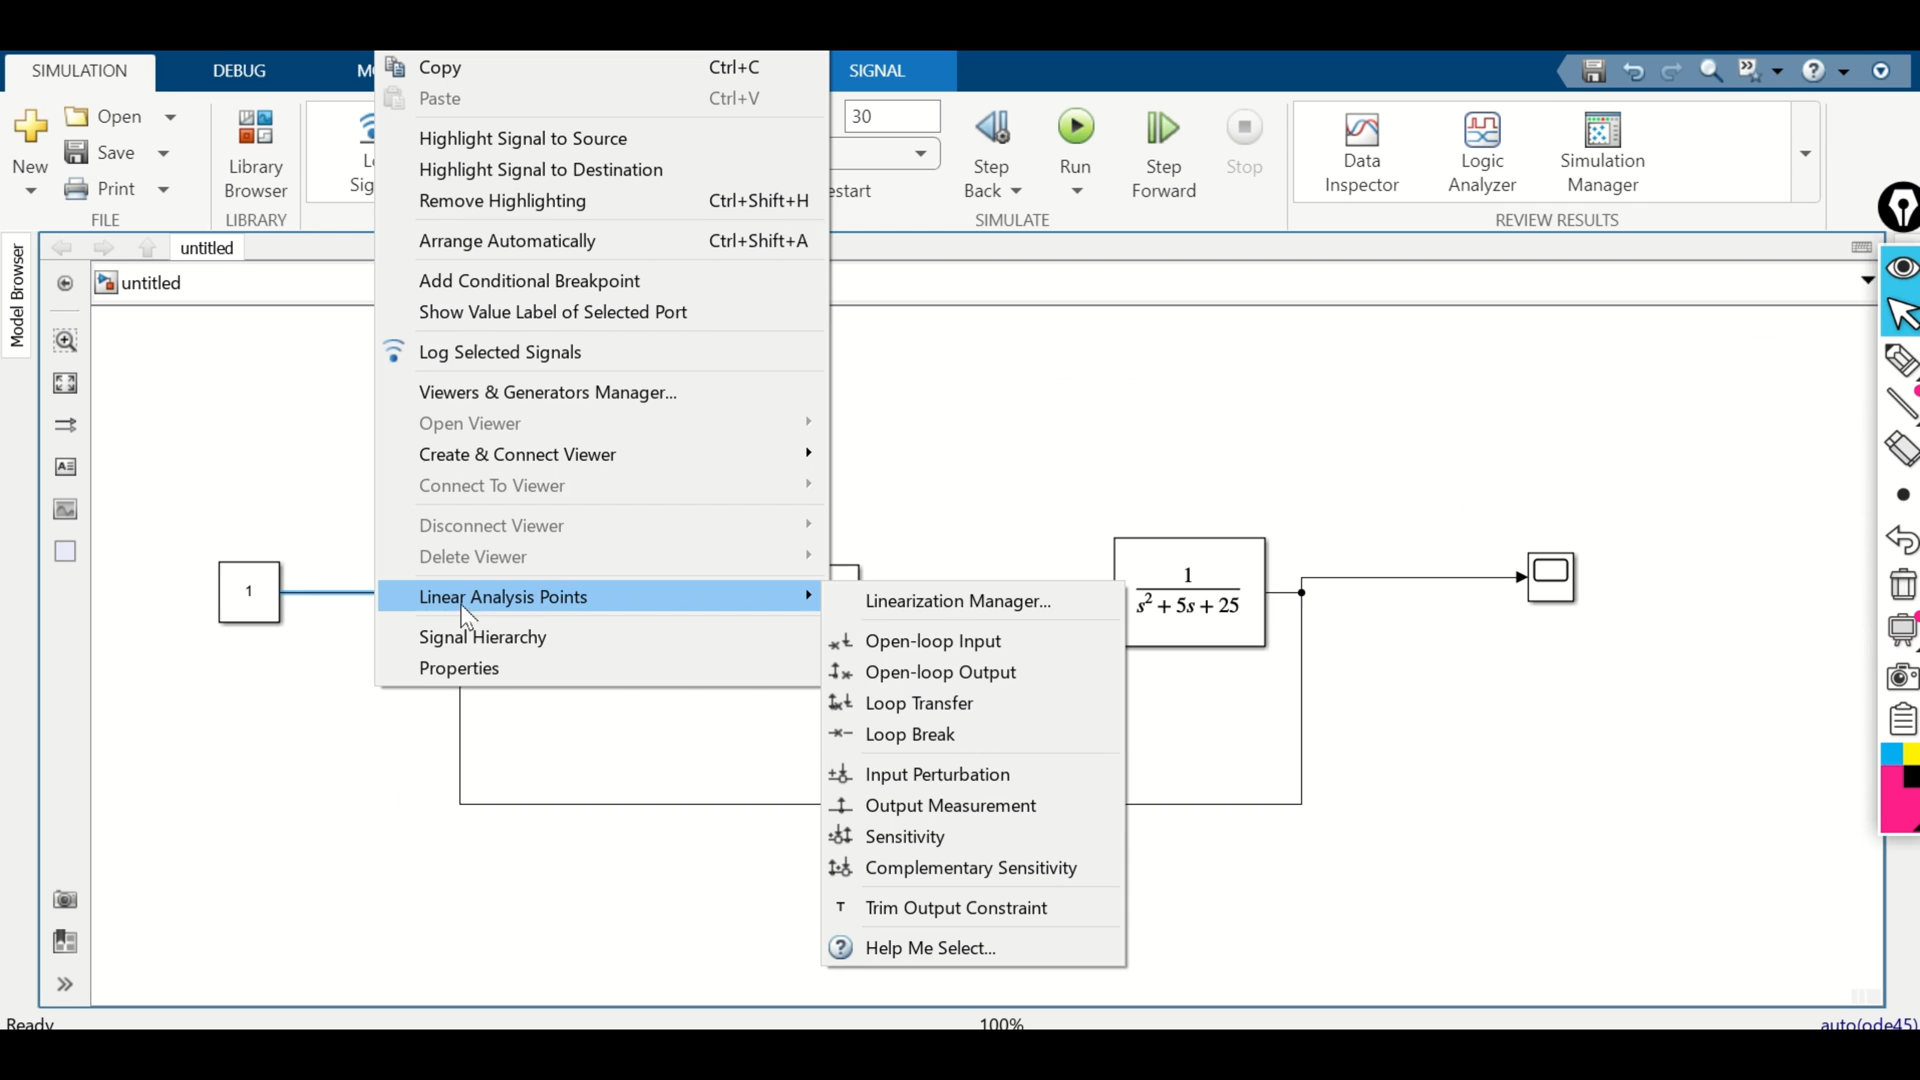 SIMULATION
DEBUG
SIGNAL
New
Open
Save
Print
FILE
Library
Browser
LIBRARY
Copy Ctrl+C
Paste Ctrl+V
Highlight Signal to Source
Highlight Signal to Destination
Remove Highlighting Ctrl+Shift+H
Arrange Automatically Ctrl+Shift+A
Add Conditional Breakpoint
Show Value Label of Selected Port
Log Selected Signals
Viewers & Generators Manager...
Open Viewer
Create & Connect Viewer
Connect To Viewer
Disconnect Viewer
Delete Viewer
Linear Analysis Points
Signal Hierarchy
Properties
30
estart
Step
Back
Run
Step
Forward
Stop
SIMULATE
Data
Inspector
Logic
Analyzer
Simulation
Manager
REVIEW RESULTS
Model Browser
untitled
untitled
1
1
s² + 5s + 25
Linearization Manager...
Open-loop Input
Open-loop Output
Loop Transfer
Loop Break
Input Perturbation
Output Measurement
Sensitivity
Complementary Sensitivity
T Trim Output Constraint
Help Me Select...
Ready
100%
auto(ode45)